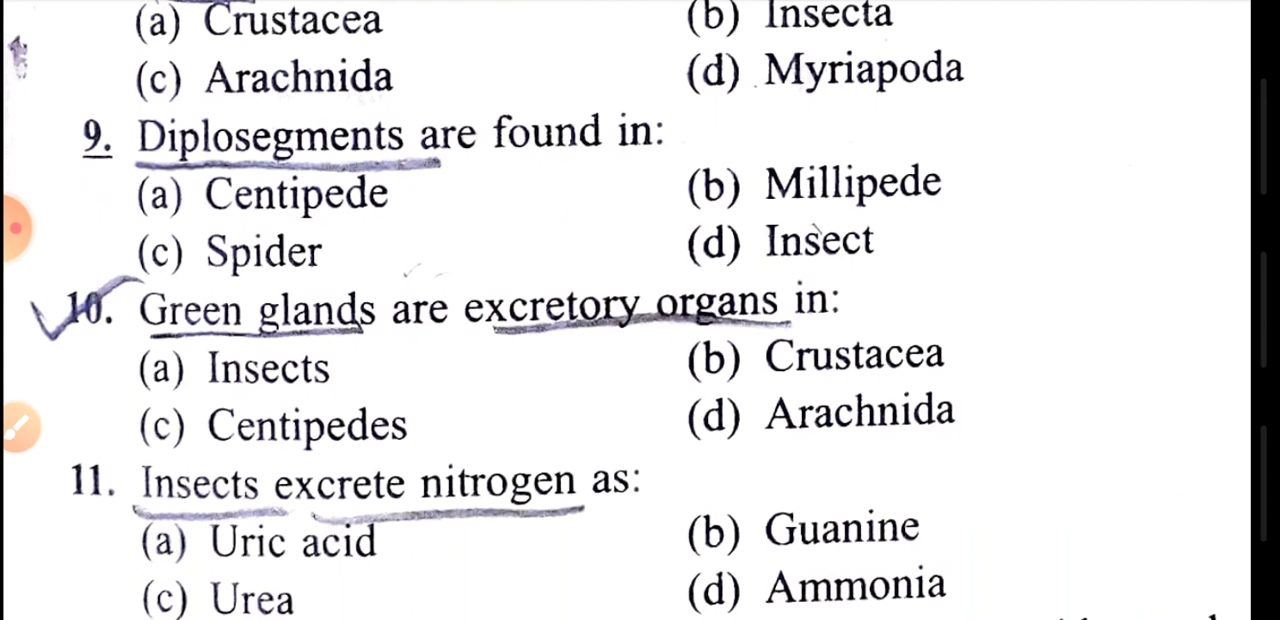 (a) Crustacea (b) Insecta
(c) Arachnida (d) Myriapoda
9. Diplosegments are found in:
(a) Centipede (b) Millipede
(c) Spider (d) Insect
10. Green glands are excretory organs in:
(a) Insects (b) Crustacea
(c) Centipedes (d) Arachnida
11. Insects excrete nitrogen as:
(a) Uric acid (b) Guanine
(c) Urea (d) Ammonia